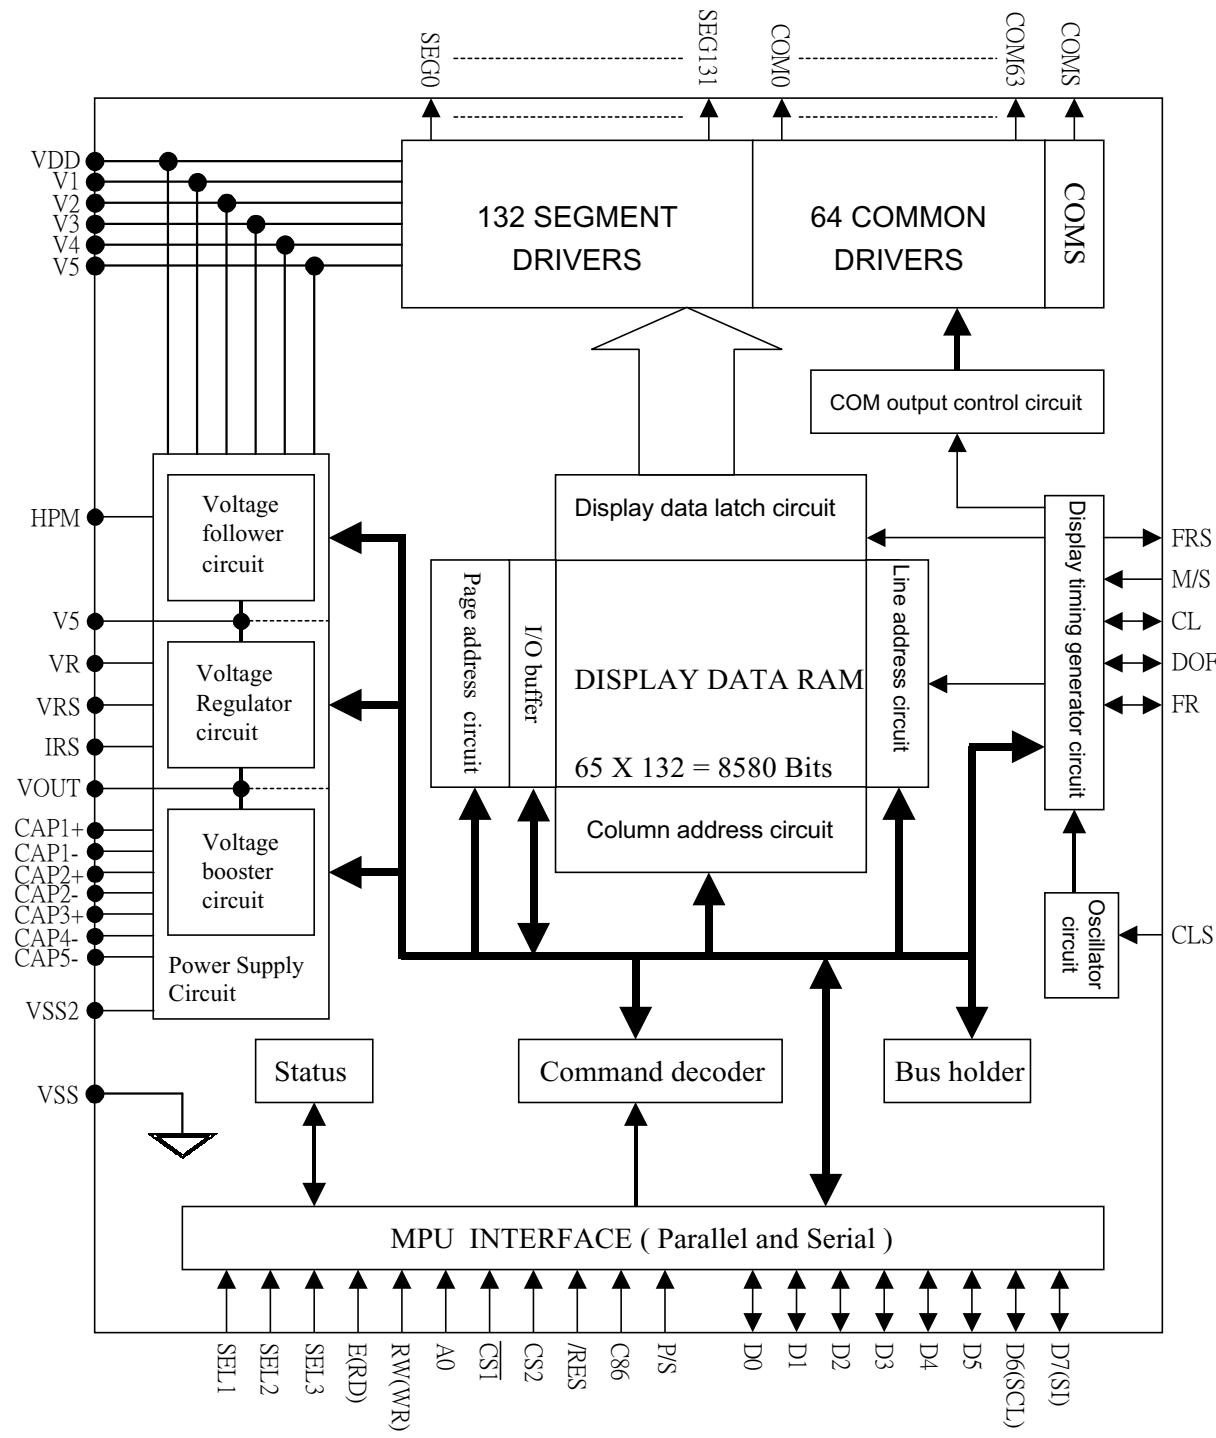 SEG0
SEG131
COM0
COM63
COMS
VDD
V1
V2
V3
V4
V5
132 SEGMENT
DRIVERS
64 COMMON
DRIVERS
COMS
COM output control circuit
HPM
V5
VR
VRS
IRS
VOUT
CAP1+
CAP1-
CAP2+
CAP2-
CAP3+
CAP4-
CAP5-
VSS2
VSS
Voltage
follower
circuit
Voltage
Regulator
circuit
Voltage
booster
circuit
Power Supply
Circuit
Display data latch circuit
Page address circuit
I/O buffer
DISPLAY DATA RAM
65 X 132 = 8580 Bits
Line address circuit
Column address circuit
Display timing generator circuit
FRS
M/S
CL
DOF
FR
Oscillator
circuit
CLS
Status
Command decoder
Bus holder
MPU INTERFACE ( Parallel and Serial )
SEL1
SEL2
SEL3
E(RD)
RW(WR)
A0
CS1
CS2
/RES
C86
P/S
D0
D1
D2
D3
D4
D5
D6(SCL)
D7(SI)